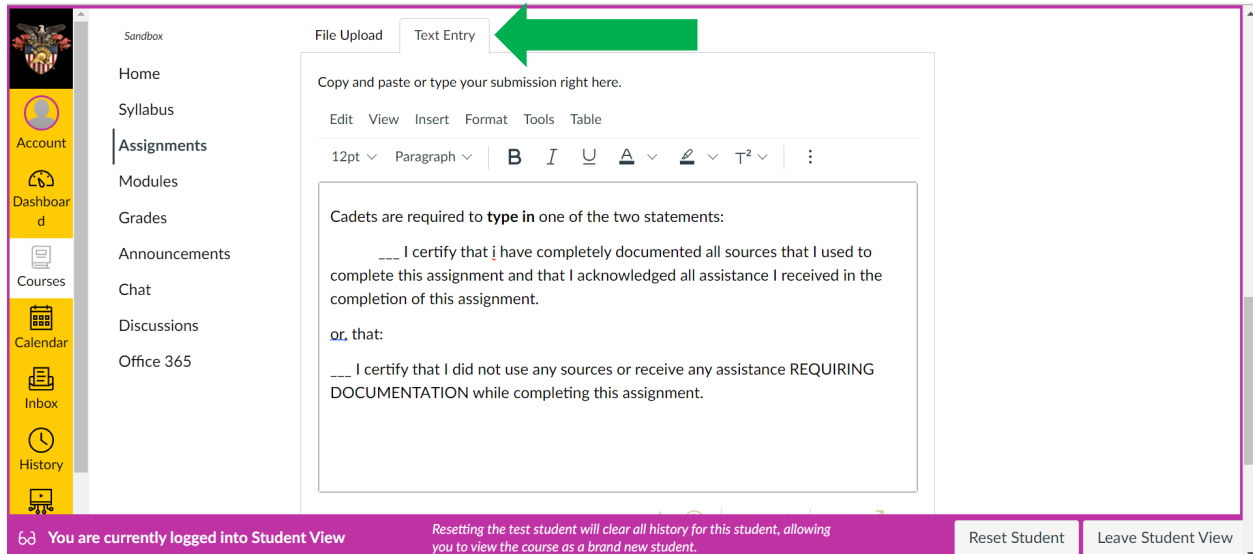 Account
Dashboar
d
Courses
Calendar
Inbox
History
Sandbox
Home
Syllabus
Assignments
Modules
Grades
Announcements
Chat
Discussions
Office 365
File Upload Text Entry
Copy and paste or type your submission right here.
Edit View Insert Format Tools Table
12pt Paragraph B I U A T²
Cadets are required to type in one of the two statements:
___ I certify that i have completely documented all sources that I used to
complete this assignment and that I acknowledged all assistance I received in the
completion of this assignment.
or, that:
___ I certify that I did not use any sources or receive any assistance REQUIRING
DOCUMENTATION while completing this assignment.
You are currently logged into Student View
Resetting the test student will clear all history for this student, allowing
you to view the course as a brand new student.
Reset Student Leave Student View